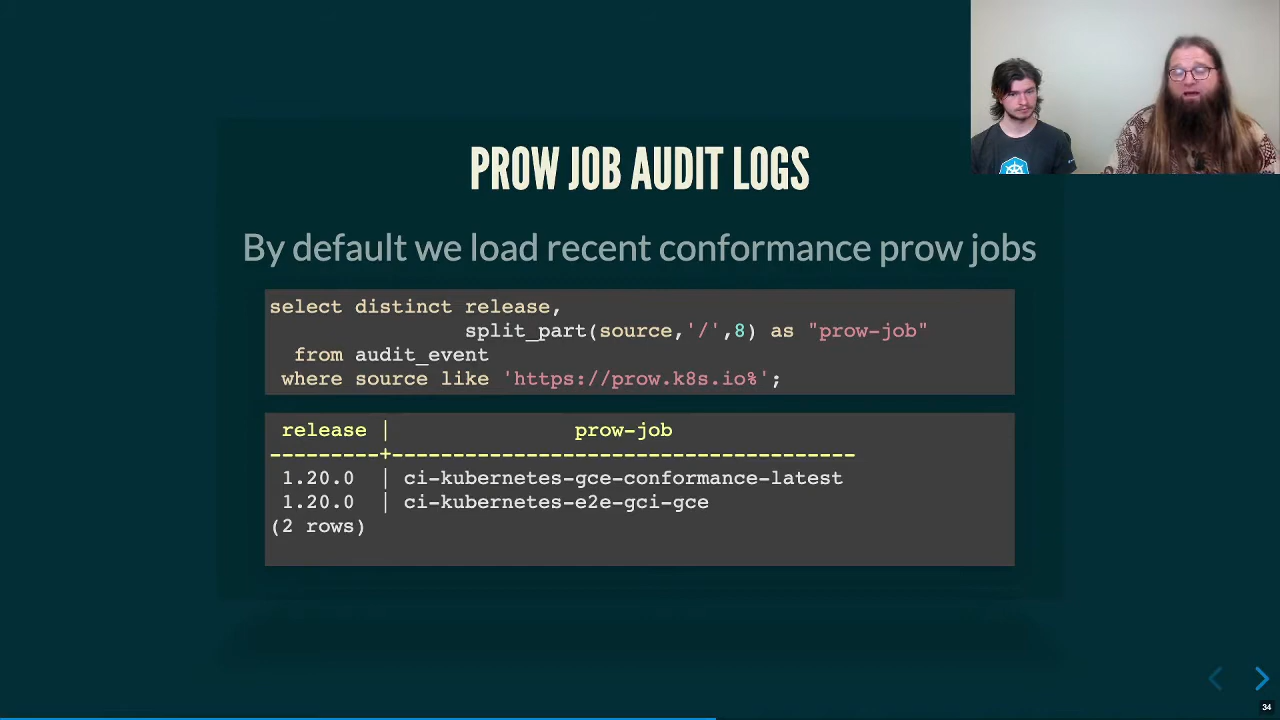 PROW JOB AUDIT LOGS
By default we load recent conformance prow jobs
select distinct release,
split_part(source,'/',8) as "prow-job"
from audit_event
where source like 'https://prow.k8s.io%';
release | prow-job
---------+--------------------------------------
1.20.0 | ci-kubernetes-gce-conformance-latest
1.20.0 | ci-kubernetes-e2e-gci-gce
(2 rows)
34